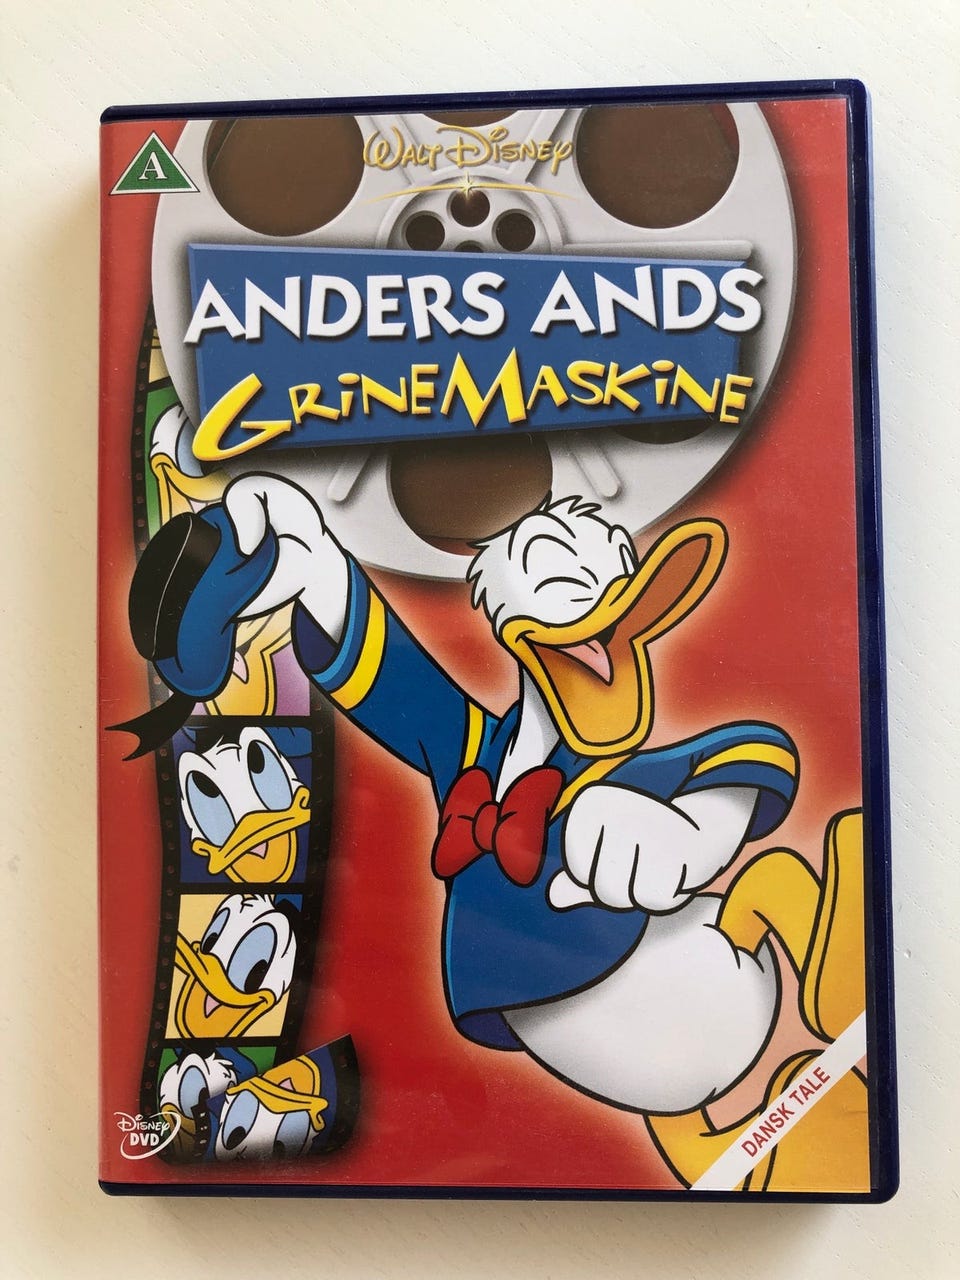 A
WALT DISNEY
ANDERS ANDS
GRiNEMASKiNE
DISNEY
DVD
DANSK TALE